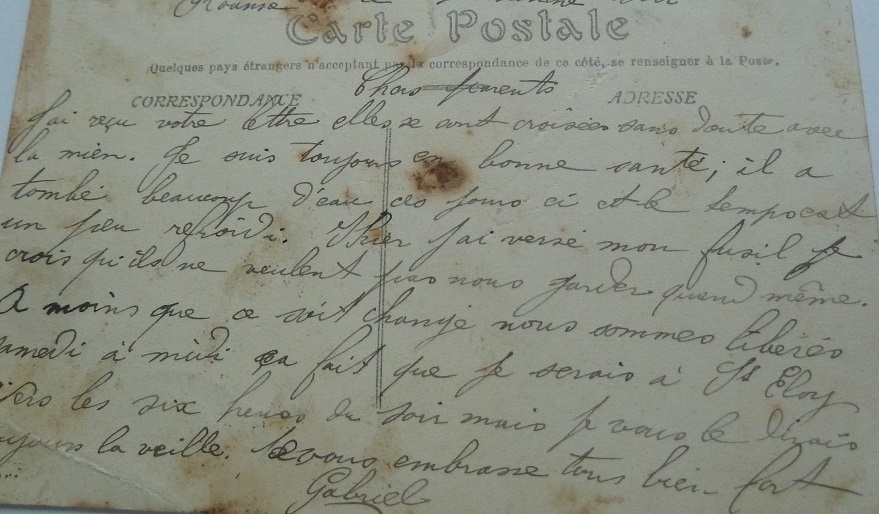 Carte Postale
Quelques pays étrangers n'acceptant pas la correspondance de ce côté, se renseigner à la Poste.
CORRESPONDANCE ADRESSE
Chers parents
J'ai reçu votre lettre elles se sont croisées sans doute avec
la mien. Je suis toujours en bonne santé; il a
tombé beaucoup d'eau ces jours ci et le temps c'est
un peu refroidi. Hier j'ai versé mon fusil je
crois qu'ils ne veulent pas nous garder quand même.
A moins que ce soit changé nous sommes libérés
samedi à midi ça fait que je serais à St Eloy
vers les six heures du soir mais je vous le dirais
toujours la veille. Je vous embrasse tous bien fort
Gabriel